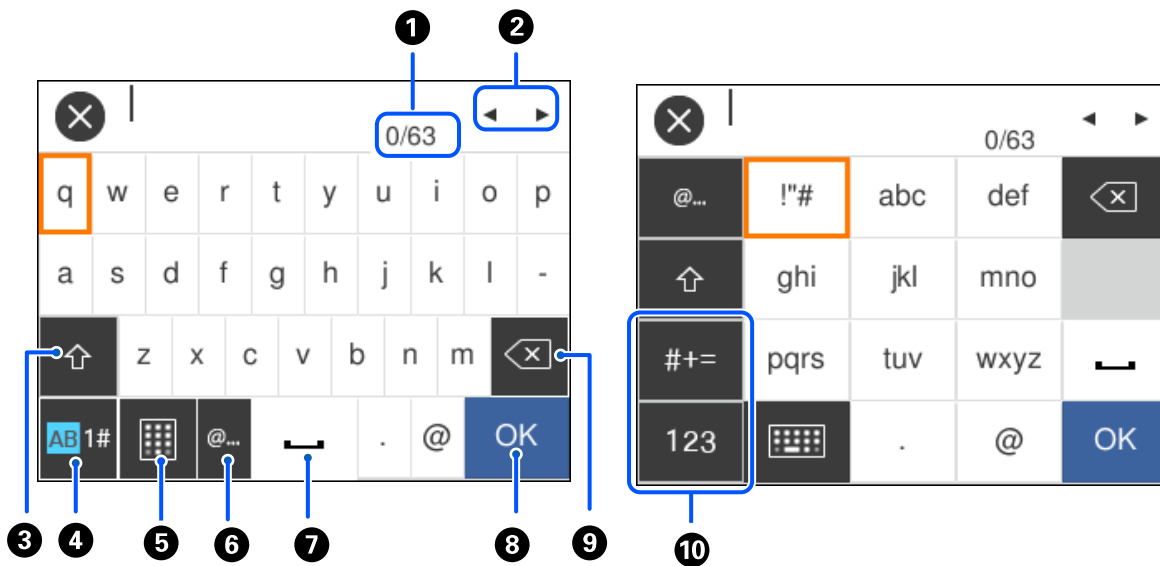 1 2
0/63 0/63
q w e r t y u i o p
@... !"# abc def
a s d f g h j k l -
ghi jkl mno
z x c v b n m
#+= pqrs tuv wxyz
AB 1# @... . @ OK
123 . @ OK
3 4 5 6 7 8 9 10